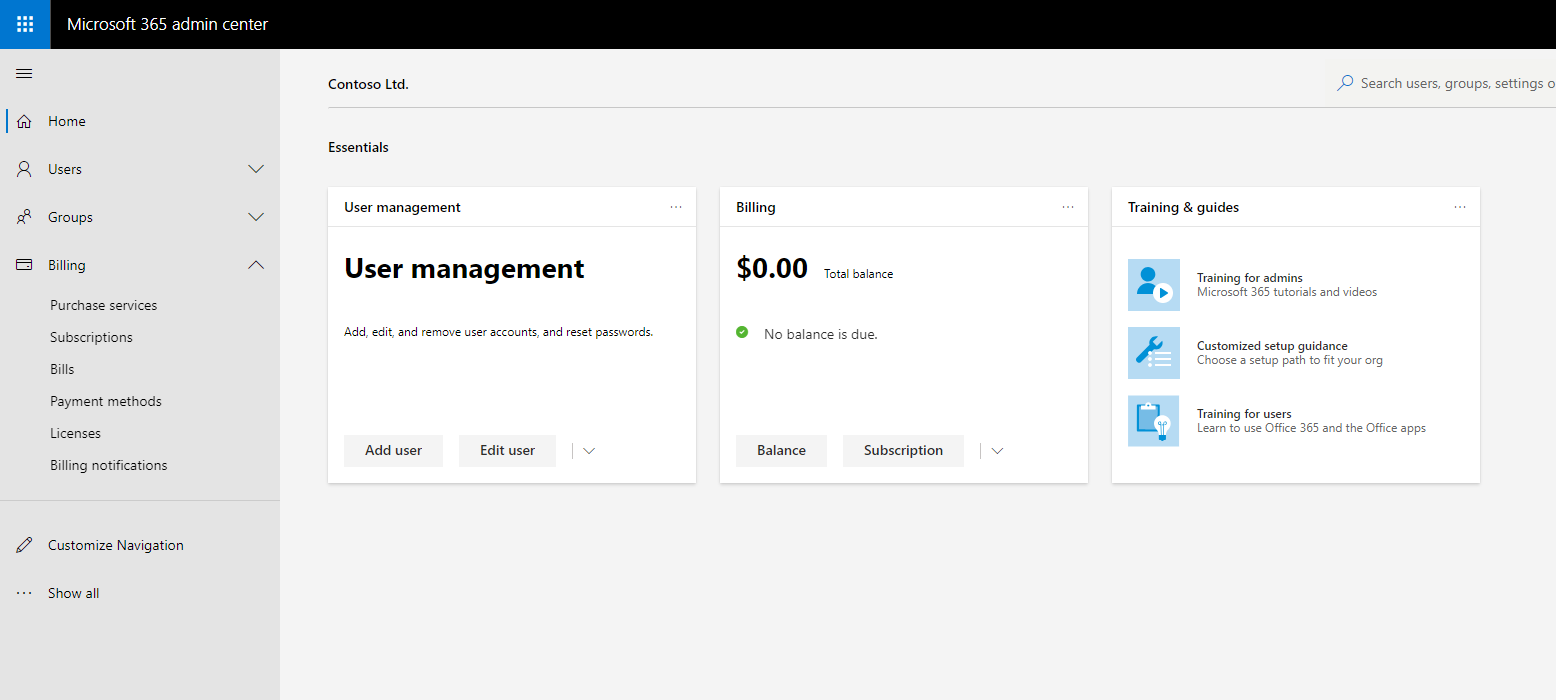 Microsoft 365 admin center
Contoso Ltd.
Search users, groups, settings o
Home
Users
Groups
Billing
Purchase services
Subscriptions
Bills
Payment methods
Licenses
Billing notifications
Customize Navigation
Show all
Essentials
User management
User management
Add, edit, and remove user accounts, and reset passwords.
Add user
Edit user
Billing
$0.00 Total balance
No balance is due.
Balance
Subscription
Training & guides
Training for admins
Microsoft 365 tutorials and videos
Customized setup guidance
Choose a setup path to fit your org
Training for users
Learn to use Office 365 and the Office apps